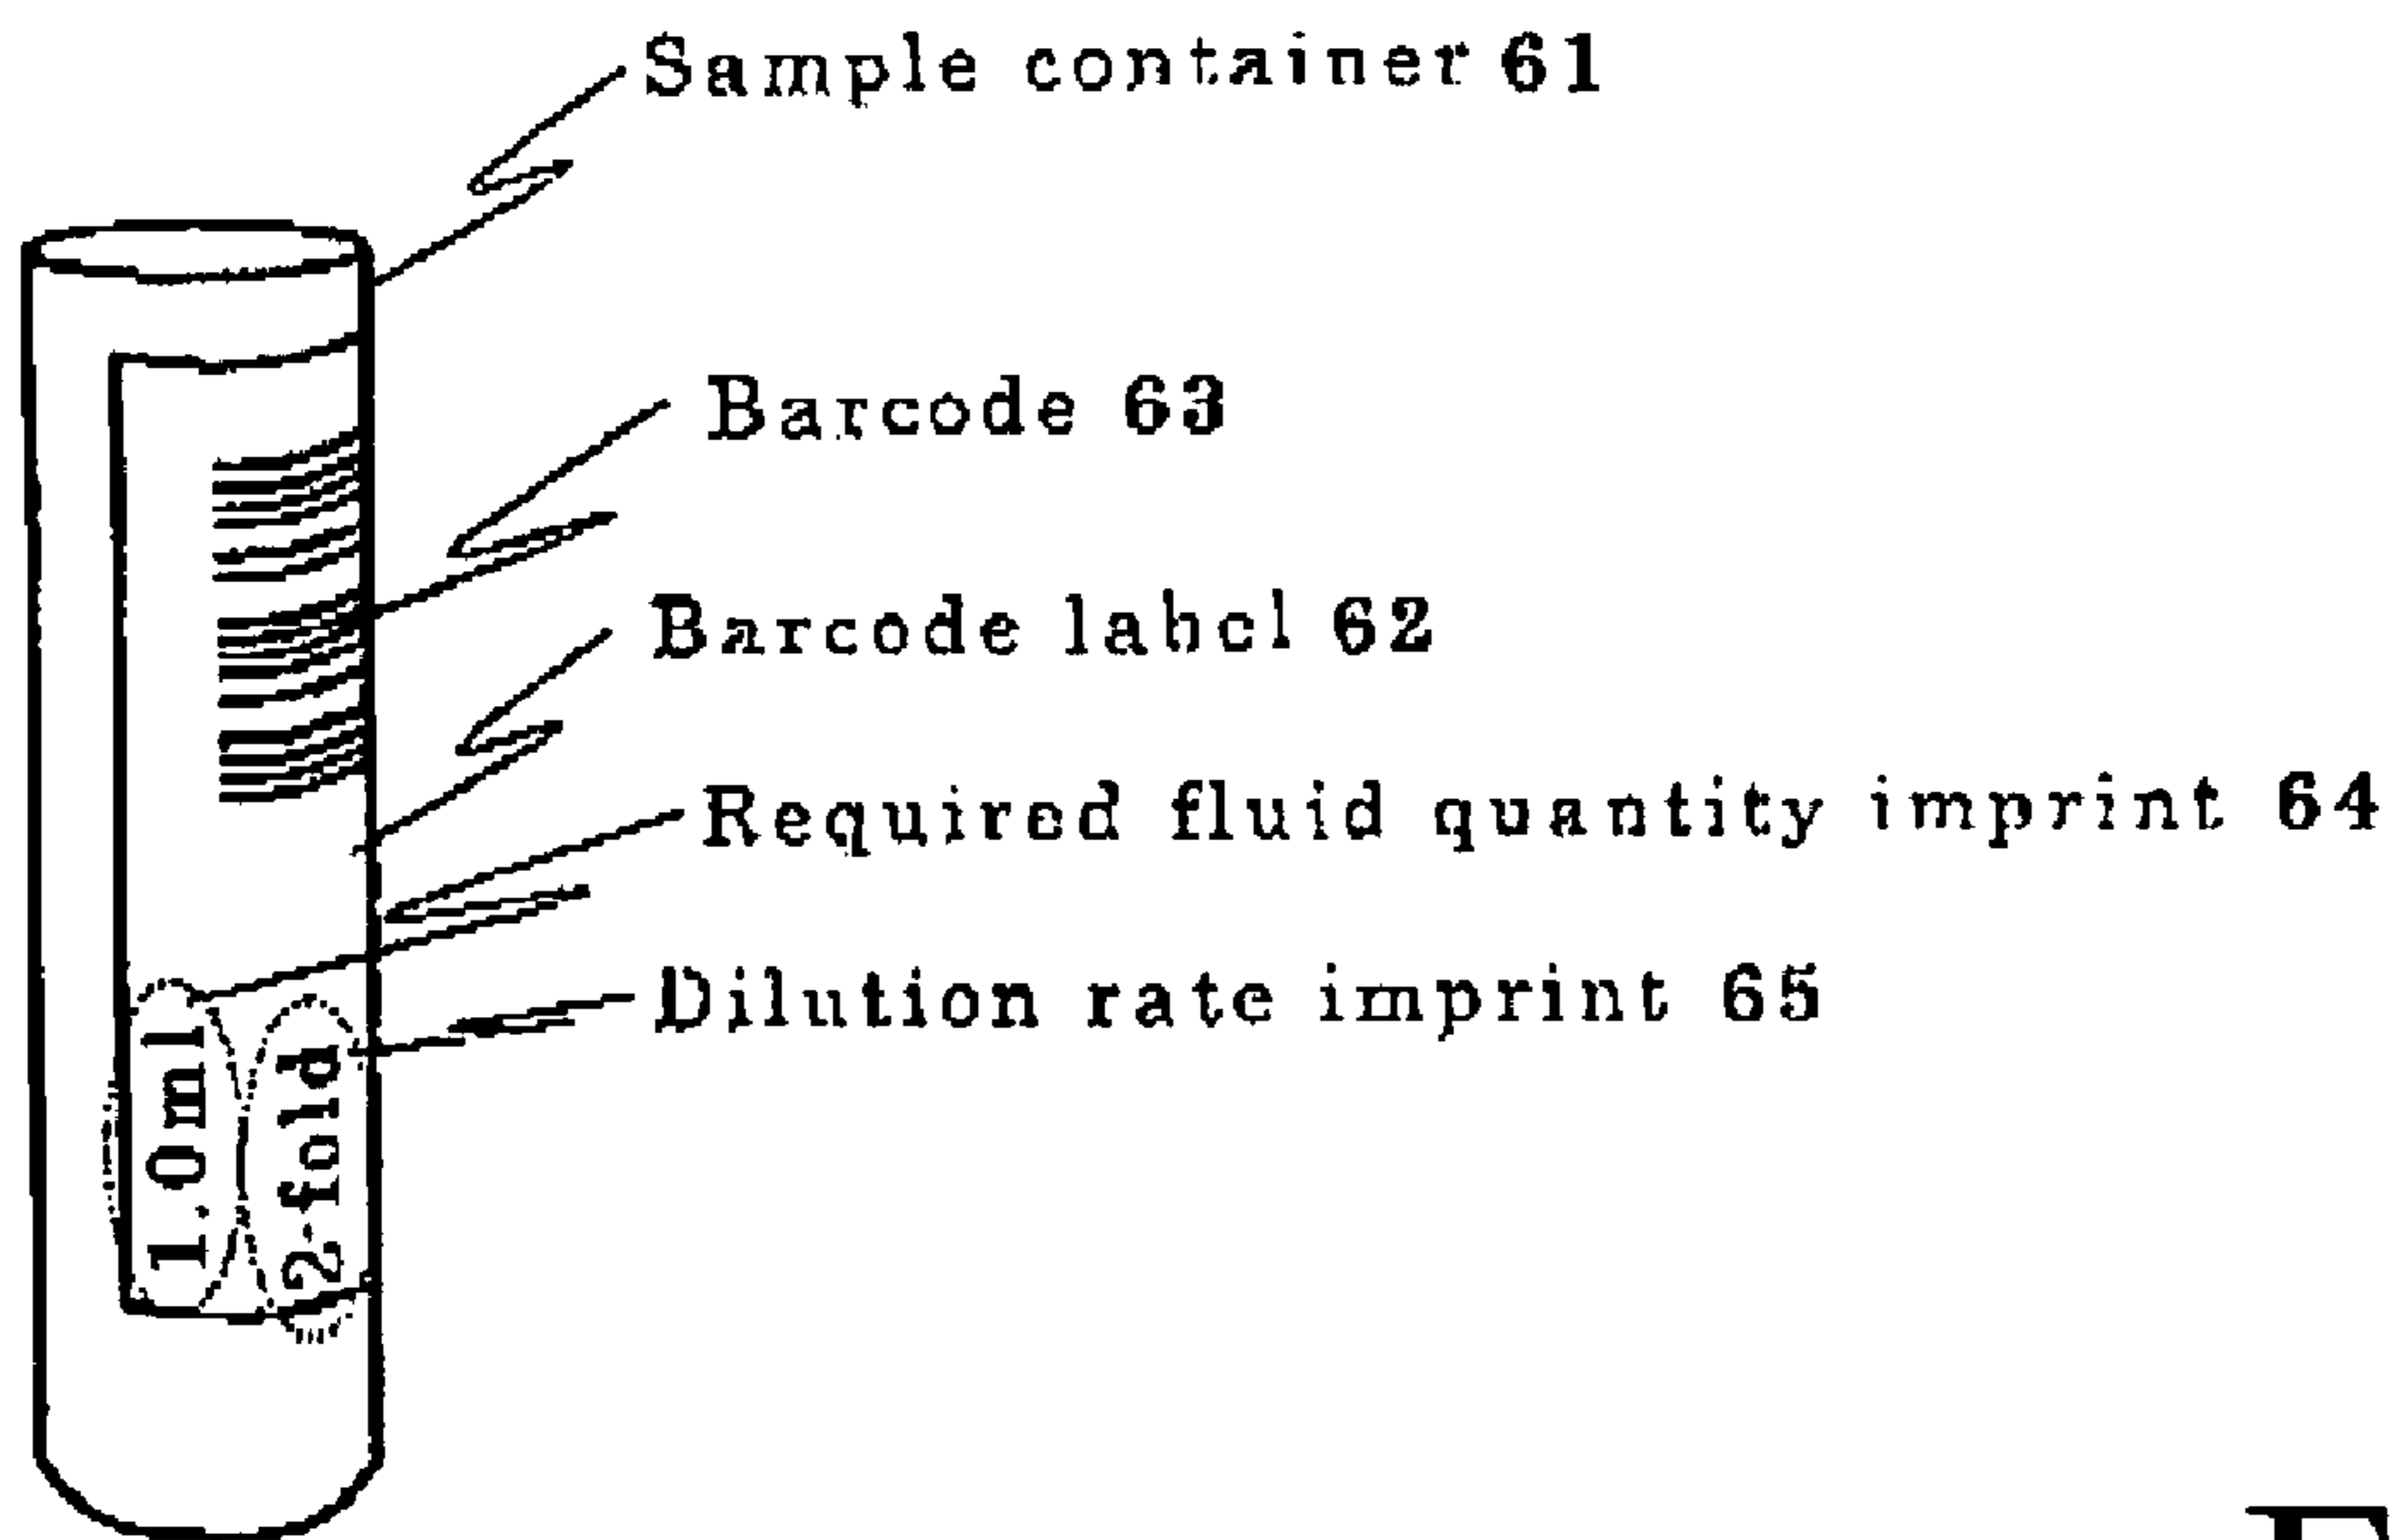 Sample container 61
Barcode 63
Barcode label 62
Required fluid quantity imprint 64
Dilution rate imprint 65
1.0ml
2-fold